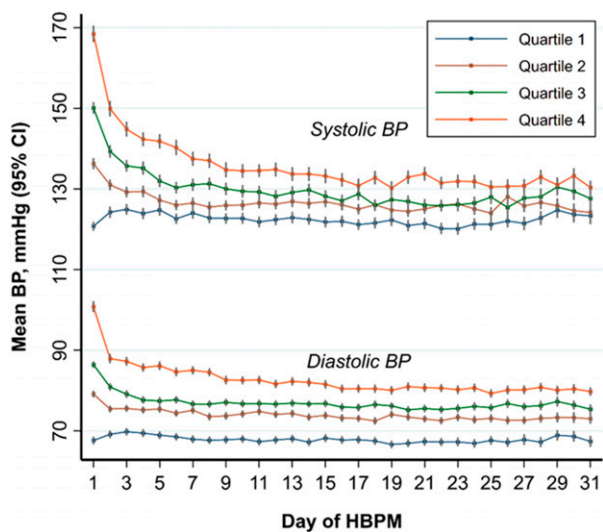 170
150
130
110
90
70
Mean BP, mmHg (95% CI)
Quartile 1
Quartile 2
Quartile 3
Quartile 4
Systolic BP
Diastolic BP
1 3 5 7 9 11 13 15 17 19 21 23 25 27 29 31
Day of HBPM